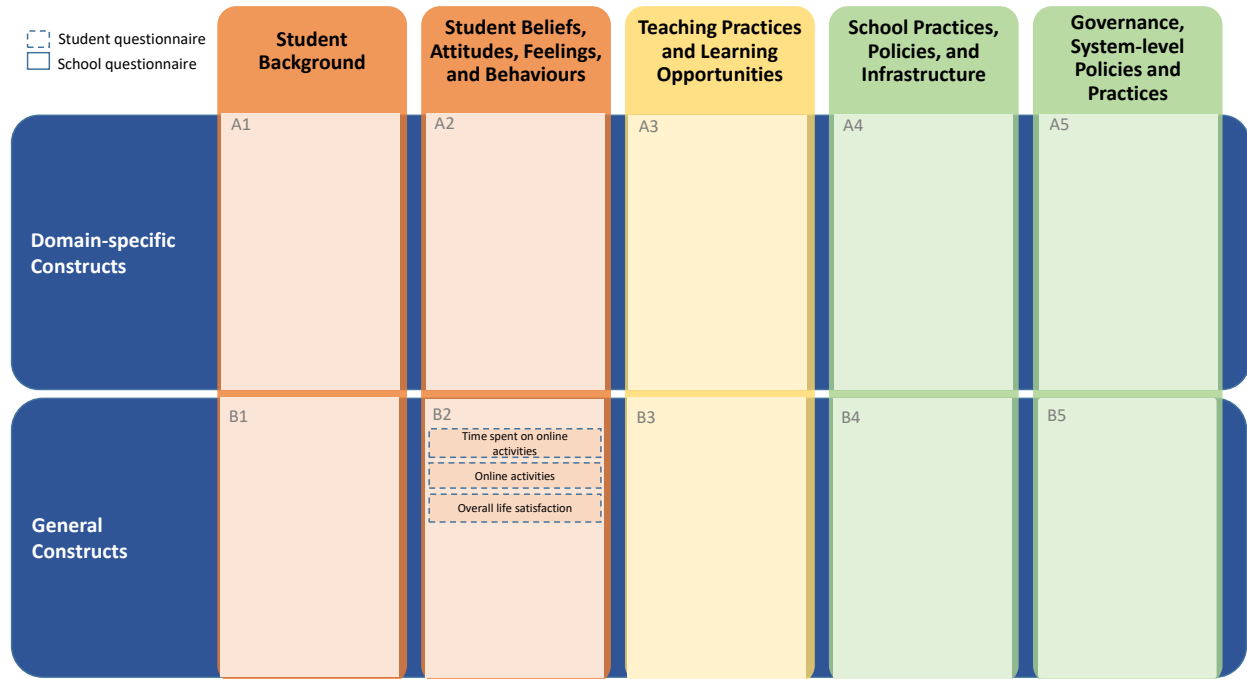 Student questionnaire
School questionnaire
Student
Background
Student Beliefs,
Attitudes, Feelings,
and Behaviours
Teaching Practices
and Learning
Opportunities
School Practices,
Policies, and
Infrastructure
Governance,
System-level
Policies and
Practices
A1
A2
A3
A4
A5
Domain-specific
Constructs
B1
B2
B3
B4
B5
Time spent on online
activities
Online activities
Overall life satisfaction
General
Constructs